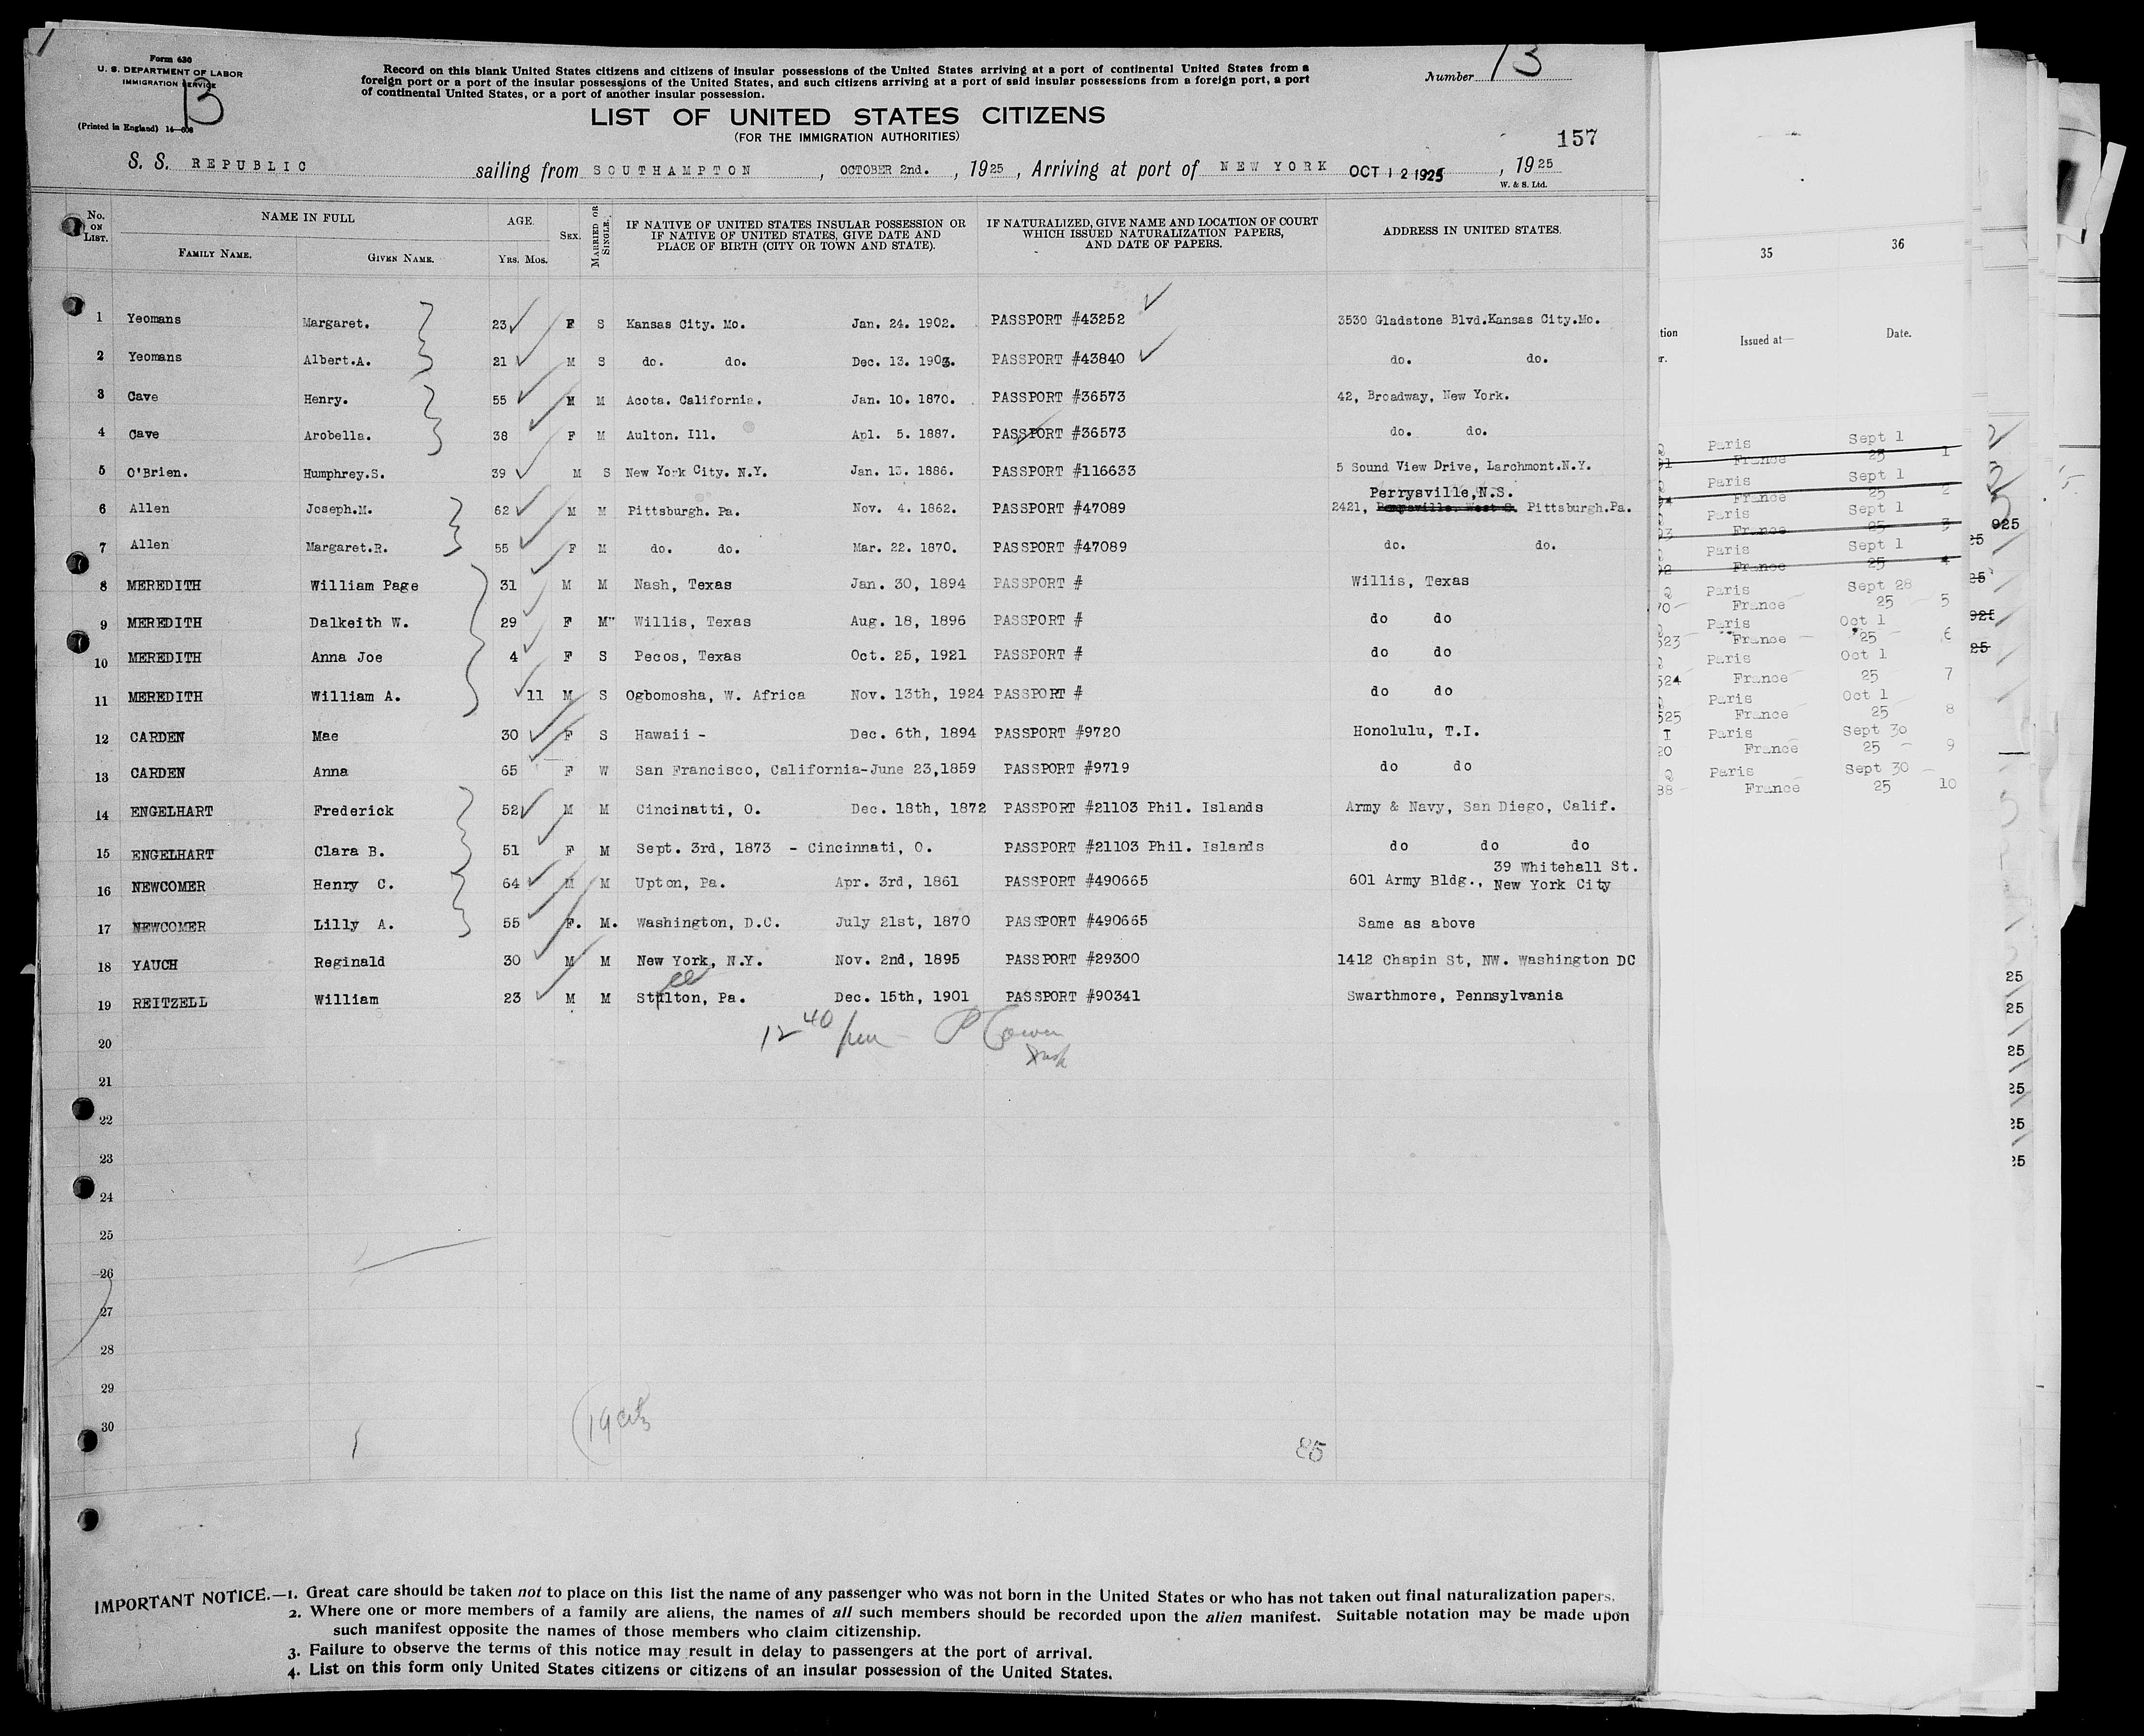 Form 630
U. S. DEPARTMENT OF LABOR
IMMIGRATION SERVICE
13
(Printed in England) 14—608
Record on this blank United States citizens and citizens of insular possessions of the United States arriving at a port of continental United States from a
foreign port or a port of the insular possessions of the United States, and such citizens arriving at a port of said insular possessions from a foreign port, a port
of continental United States, or a port of another insular possession.
Number 13
LIST OF UNITED STATES CITIZENS
(FOR THE IMMIGRATION AUTHORITIES)
157
S. S. REPUBLIC sailing from SOUTHAMPTON, OCTOBER 2nd., 1925, Arriving at port of NEW YORK OCT 12 1925, 1925
W. & S. Ltd.
No. ON LIST. NAME IN FULL FAMILY NAME. GIVEN NAME. AGE. YRS. MOS. SEX. MARRIED OR SINGLE. IF NATIVE OF UNITED STATES INSULAR POSSESSION OR IF NATIVE OF UNITED STATES, GIVE DATE AND PLACE OF BIRTH (CITY OR TOWN AND STATE). IF NATURALIZED, GIVE NAME AND LOCATION OF COURT WHICH ISSUED NATURALIZATION PAPERS, AND DATE OF PAPERS. ADDRESS IN UNITED STATES.
1 Yeomans Margaret. 23 F S Kansas City. Mo. Jan. 24. 1902. PASSPORT #43252 3530 Gladstone Blvd.Kansas City.Mo.
2 Yeomans Albert.A. 21 M S do. do. Dec. 13. 1903. PASSPORT #43840 do. do.
3 Cave Henry. 55 M M Acota. California. Jan. 10. 1870. PASSPORT #36573 42, Broadway, New York.
4 Cave Arobella. 38 F M Aulton. Ill. Apl. 5. 1887. PASSPORT #36573 do. do.
5 O'Brien. Humphrey.S. 39 M S New York City. N.Y. Jan. 13. 1886. PASSPORT #116633 5 Sound View Drive, Larchmont.N.Y.
Perrysville,N.S.
6 Allen Joseph.M. 62 M M Pittsburgh. Pa. Nov. 4. 1862. PASSPORT #47089 2421, Pittsburgh.Pa.
7 Allen Margaret.R. 55 F M do. do. Mar. 22. 1870. PASSPORT #47089 do. do.
8 MEREDITH William Page 31 M M Nash, Texas Jan. 30, 1894 PASSPORT # Willis, Texas
9 MEREDITH Dalkeith W. 29 F M" Willis, Texas Aug. 18, 1896 PASSPORT # do do
10 MEREDITH Anna Joe 4 F S Pecos, Texas Oct. 25, 1921 PASSPORT # do do
11 MEREDITH William A. 11 M S Ogbomosha, W. Africa Nov. 13th, 1924 PASSPORT # do do
12 CARDEN Mae 30 F S Hawaii - Dec. 6th, 1894 PASSPORT #9720 Honolulu, T.I.
13 CARDEN Anna 65 F W San Francisco, California-June 23,1859 PASSPORT #9719 do do
14 ENGELHART Frederick 52 M M Cincinatti, O. Dec. 18th, 1872 PASSPORT #21103 Phil. Islands Army & Navy, San Diego, Calif.
15 ENGELHART Clara B. 51 F M Sept. 3rd, 1873 - Cincinnati, O. PASSPORT #21103 Phil. Islands do do do
16 NEWCOMER Henry C. 64 M M Upton, Pa. Apr. 3rd, 1861 PASSPORT #490665 601 Army Bldg., 39 Whitehall St. New York City
17 NEWCOMER Lilly A. 55 F. M. Washington, D.C. July 21st, 1870 PASSPORT #490665 Same as above
18 YAUCH Reginald 30 M M New York, N.Y. Nov. 2nd, 1895 PASSPORT #29300 1412 Chapin St, NW. Washington DC
19 REITZELL William 23 M M Stulton, Pa. Dec. 15th, 1901 PASSPORT #90341 Swarthmore, Pennsylvania
12 40 pm
20
21
22
23
24
25
26
27
28
29
30
85
IMPORTANT NOTICE.—1. Great care should be taken not to place on this list the name of any passenger who was not born in the United States or who has not taken out final naturalization papers.
2. Where one or more members of a family are aliens, the names of all such members should be recorded upon the alien manifest. Suitable notation may be made upon
such manifest opposite the names of those members who claim citizenship.
3. Failure to observe the terms of this notice may result in delay to passengers at the port of arrival.
4. List on this form only United States citizens or citizens of an insular possession of the United States.
35 36
Issued at— Date.
Paris Sept 1
France 25 1
Paris Sept 1
France 25 2
Paris Sept 1
France 25 3
Paris Sept 1
France 25 4
Paris Sept 28
France 25 5
Paris Oct 1
France 25 6
Paris Oct 1
France 25 7
Paris Oct 1
France 25 8
Paris Sept 30
France 25 9
Paris Sept 30
France 25 10
925
25
25
25
25
25
25
25